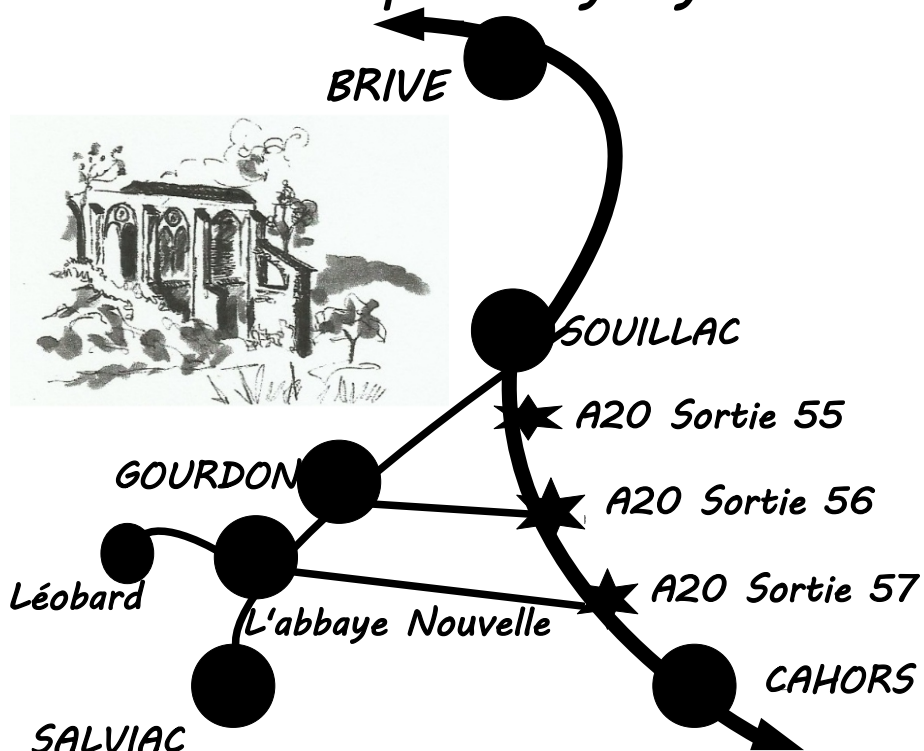 BRIVE
SOUILLAC
A20 Sortie 55
GOURDON
A20 Sortie 56
Léobard
A20 Sortie 57
L'abbaye Nouvelle
CAHORS
SALVIAC